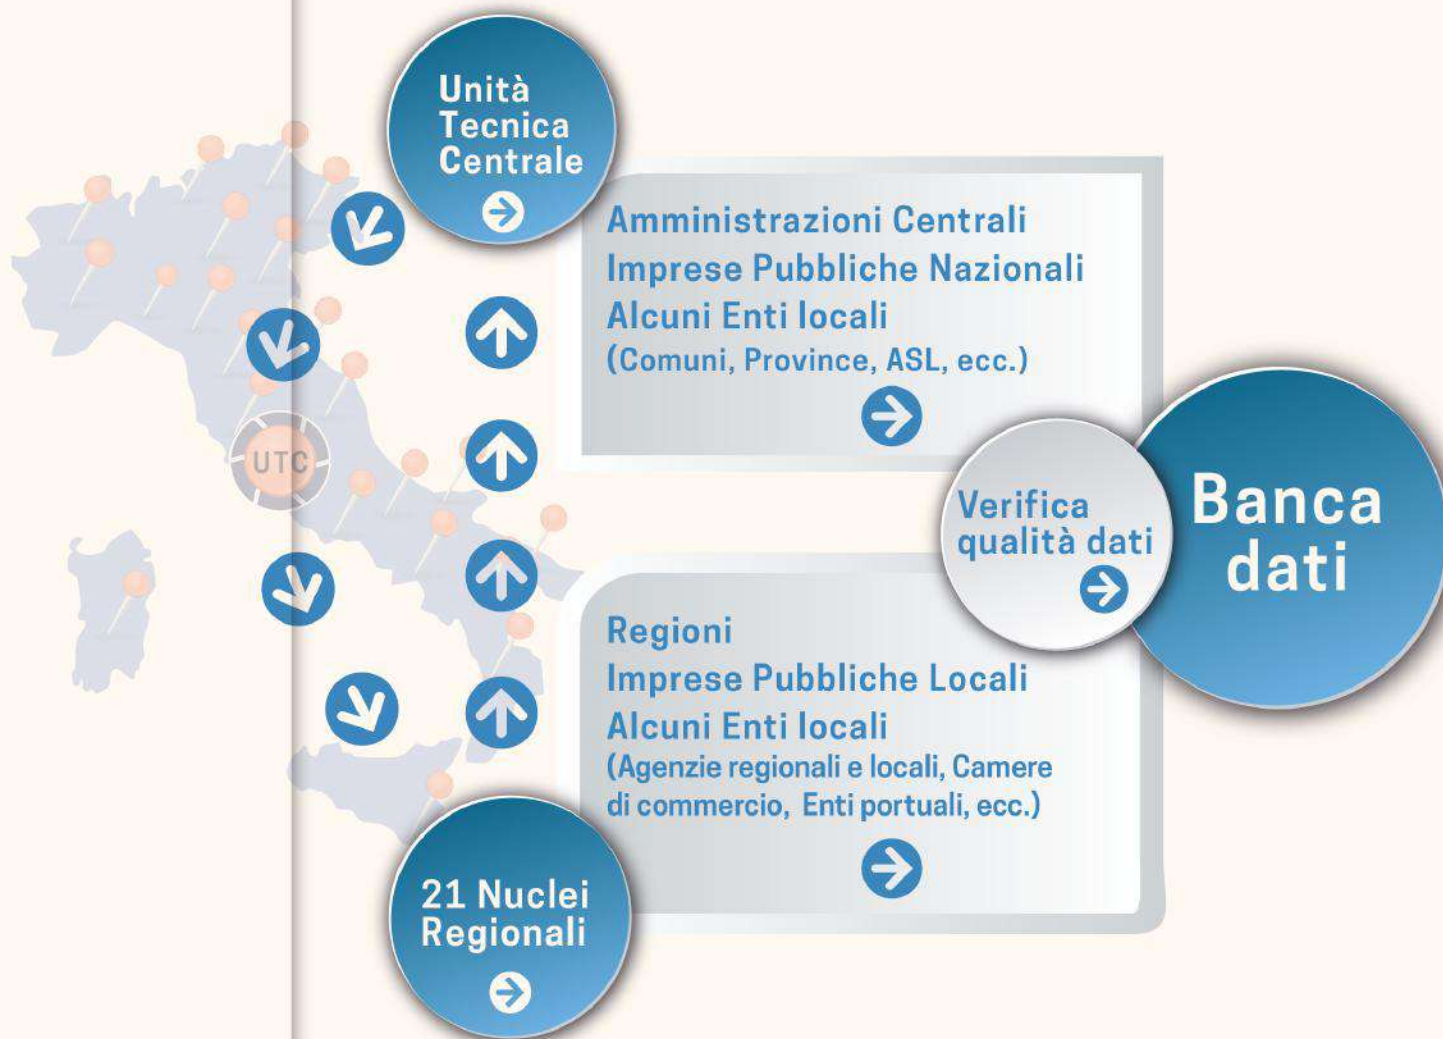 Unità
Tecnica
Centrale
Amministrazioni Centrali
Imprese Pubbliche Nazionali
Alcuni Enti locali
(Comuni, Province, ASL, ecc.)
UTC
Verifica
qualità dati
Banca
dati
Regioni
Imprese Pubbliche Locali
Alcuni Enti locali
(Agenzie regionali e locali, Camere
di commercio, Enti portuali, ecc.)
21 Nuclei
Regionali